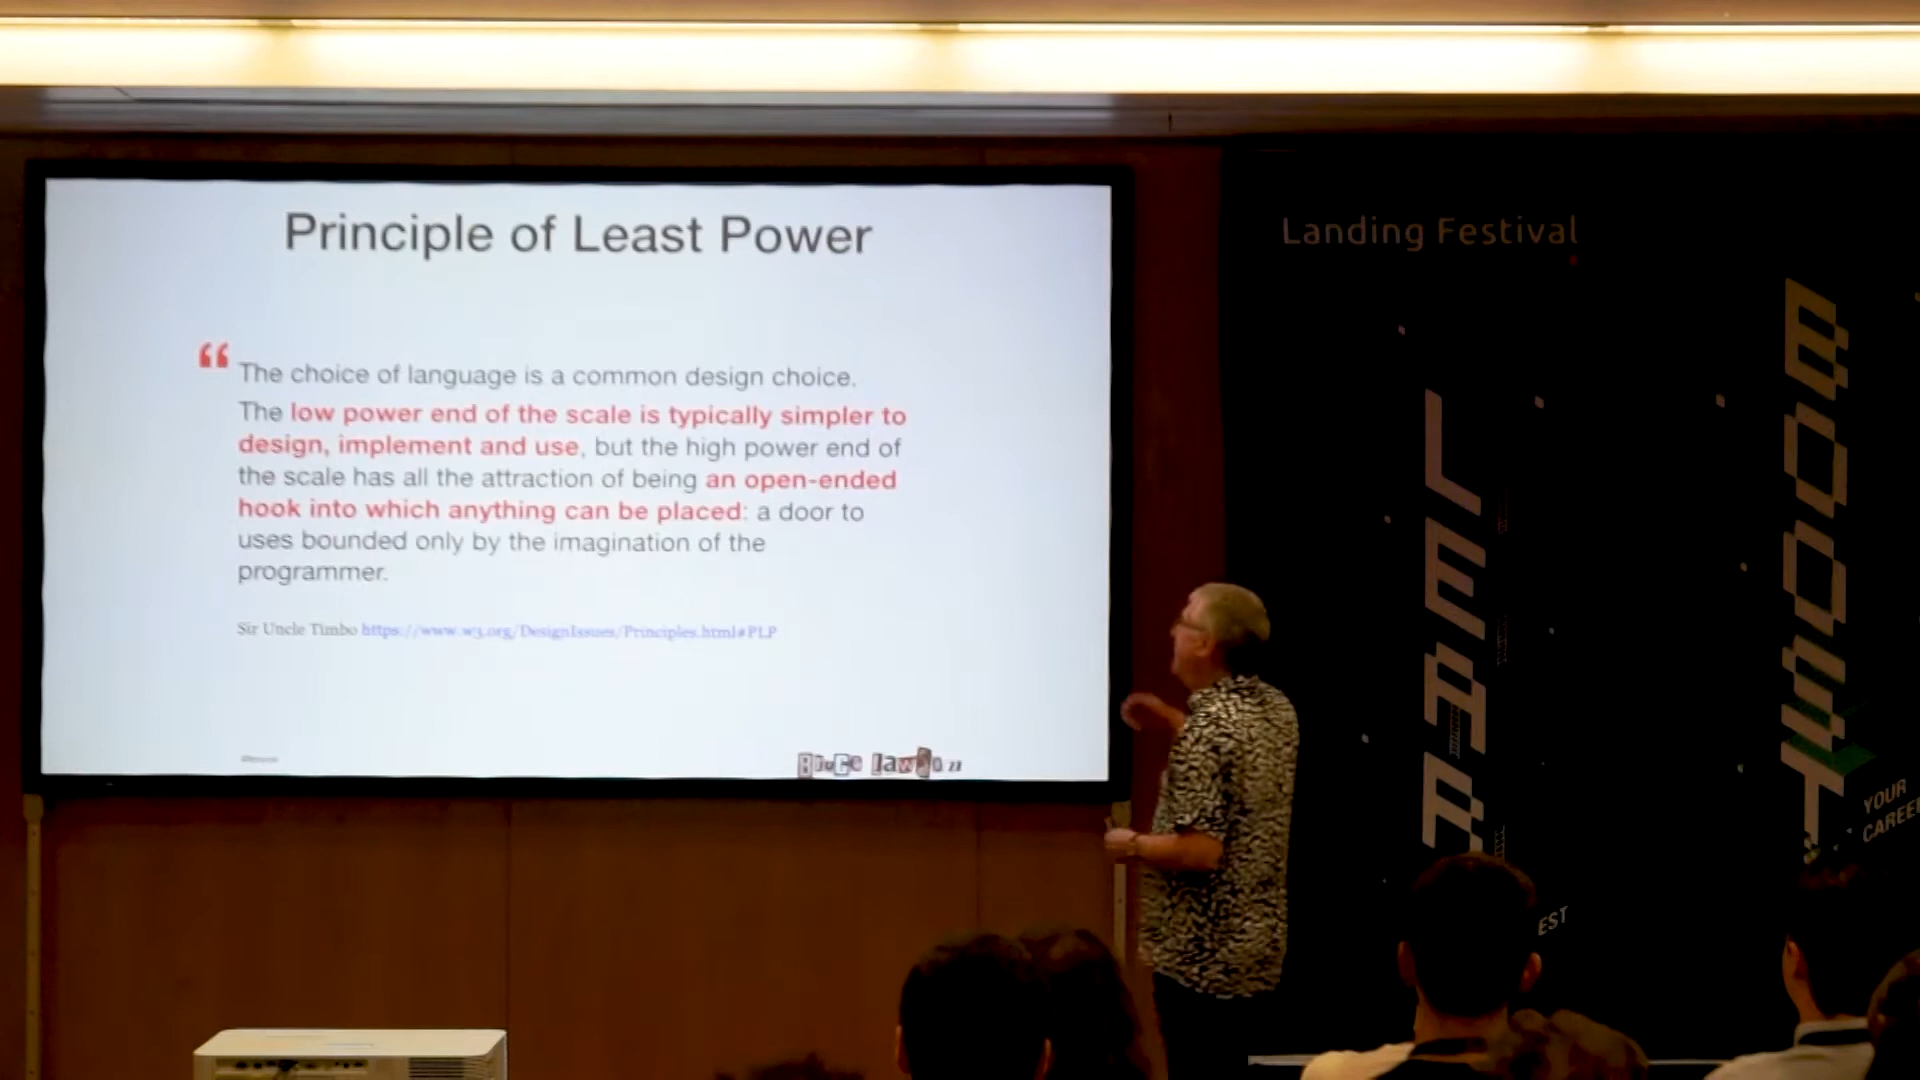 Principle of Least Power
“
The choice of language is a common design choice.
The low power end of the scale is typically simpler to
design, implement and use, but the high power end of
the scale has all the attraction of being an open-ended
hook into which anything can be placed: a door to
uses bounded only by the imagination of the
programmer.
Sir Uncle Timbo https://www.w3.org/DesignIssues/Principles.html#PLP
Bruce Lawson
Landing Festival
LEAR
BOOST
YOUR
CAREE
EST